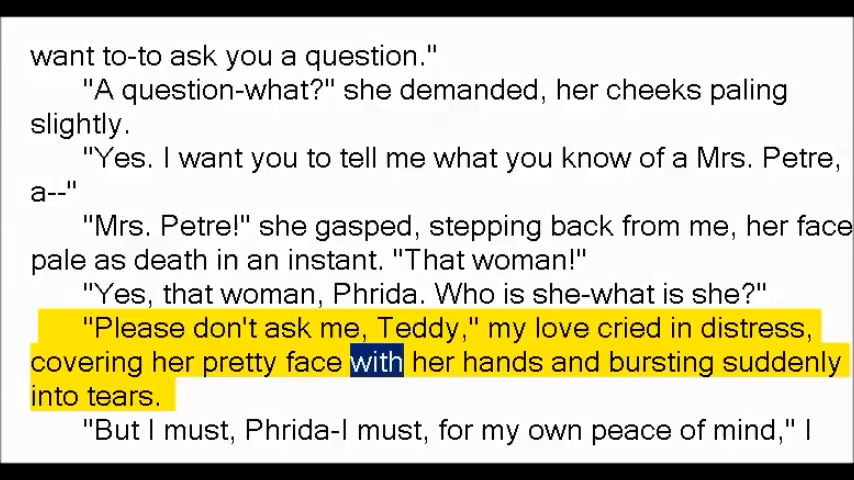 want to-to ask you a question."
"A question-what?" she demanded, her cheeks paling
slightly.
"Yes. I want you to tell me what you know of a Mrs. Petre,
a--"
"Mrs. Petre!" she gasped, stepping back from me, her face
pale as death in an instant. "That woman!"
"Yes, that woman, Phrida. Who is she-what is she?"
"Please don't ask me, Teddy," my love cried in distress,
covering her pretty face with her hands and bursting suddenly
into tears.
"But I must, Phrida-I must, for my own peace of mind," I